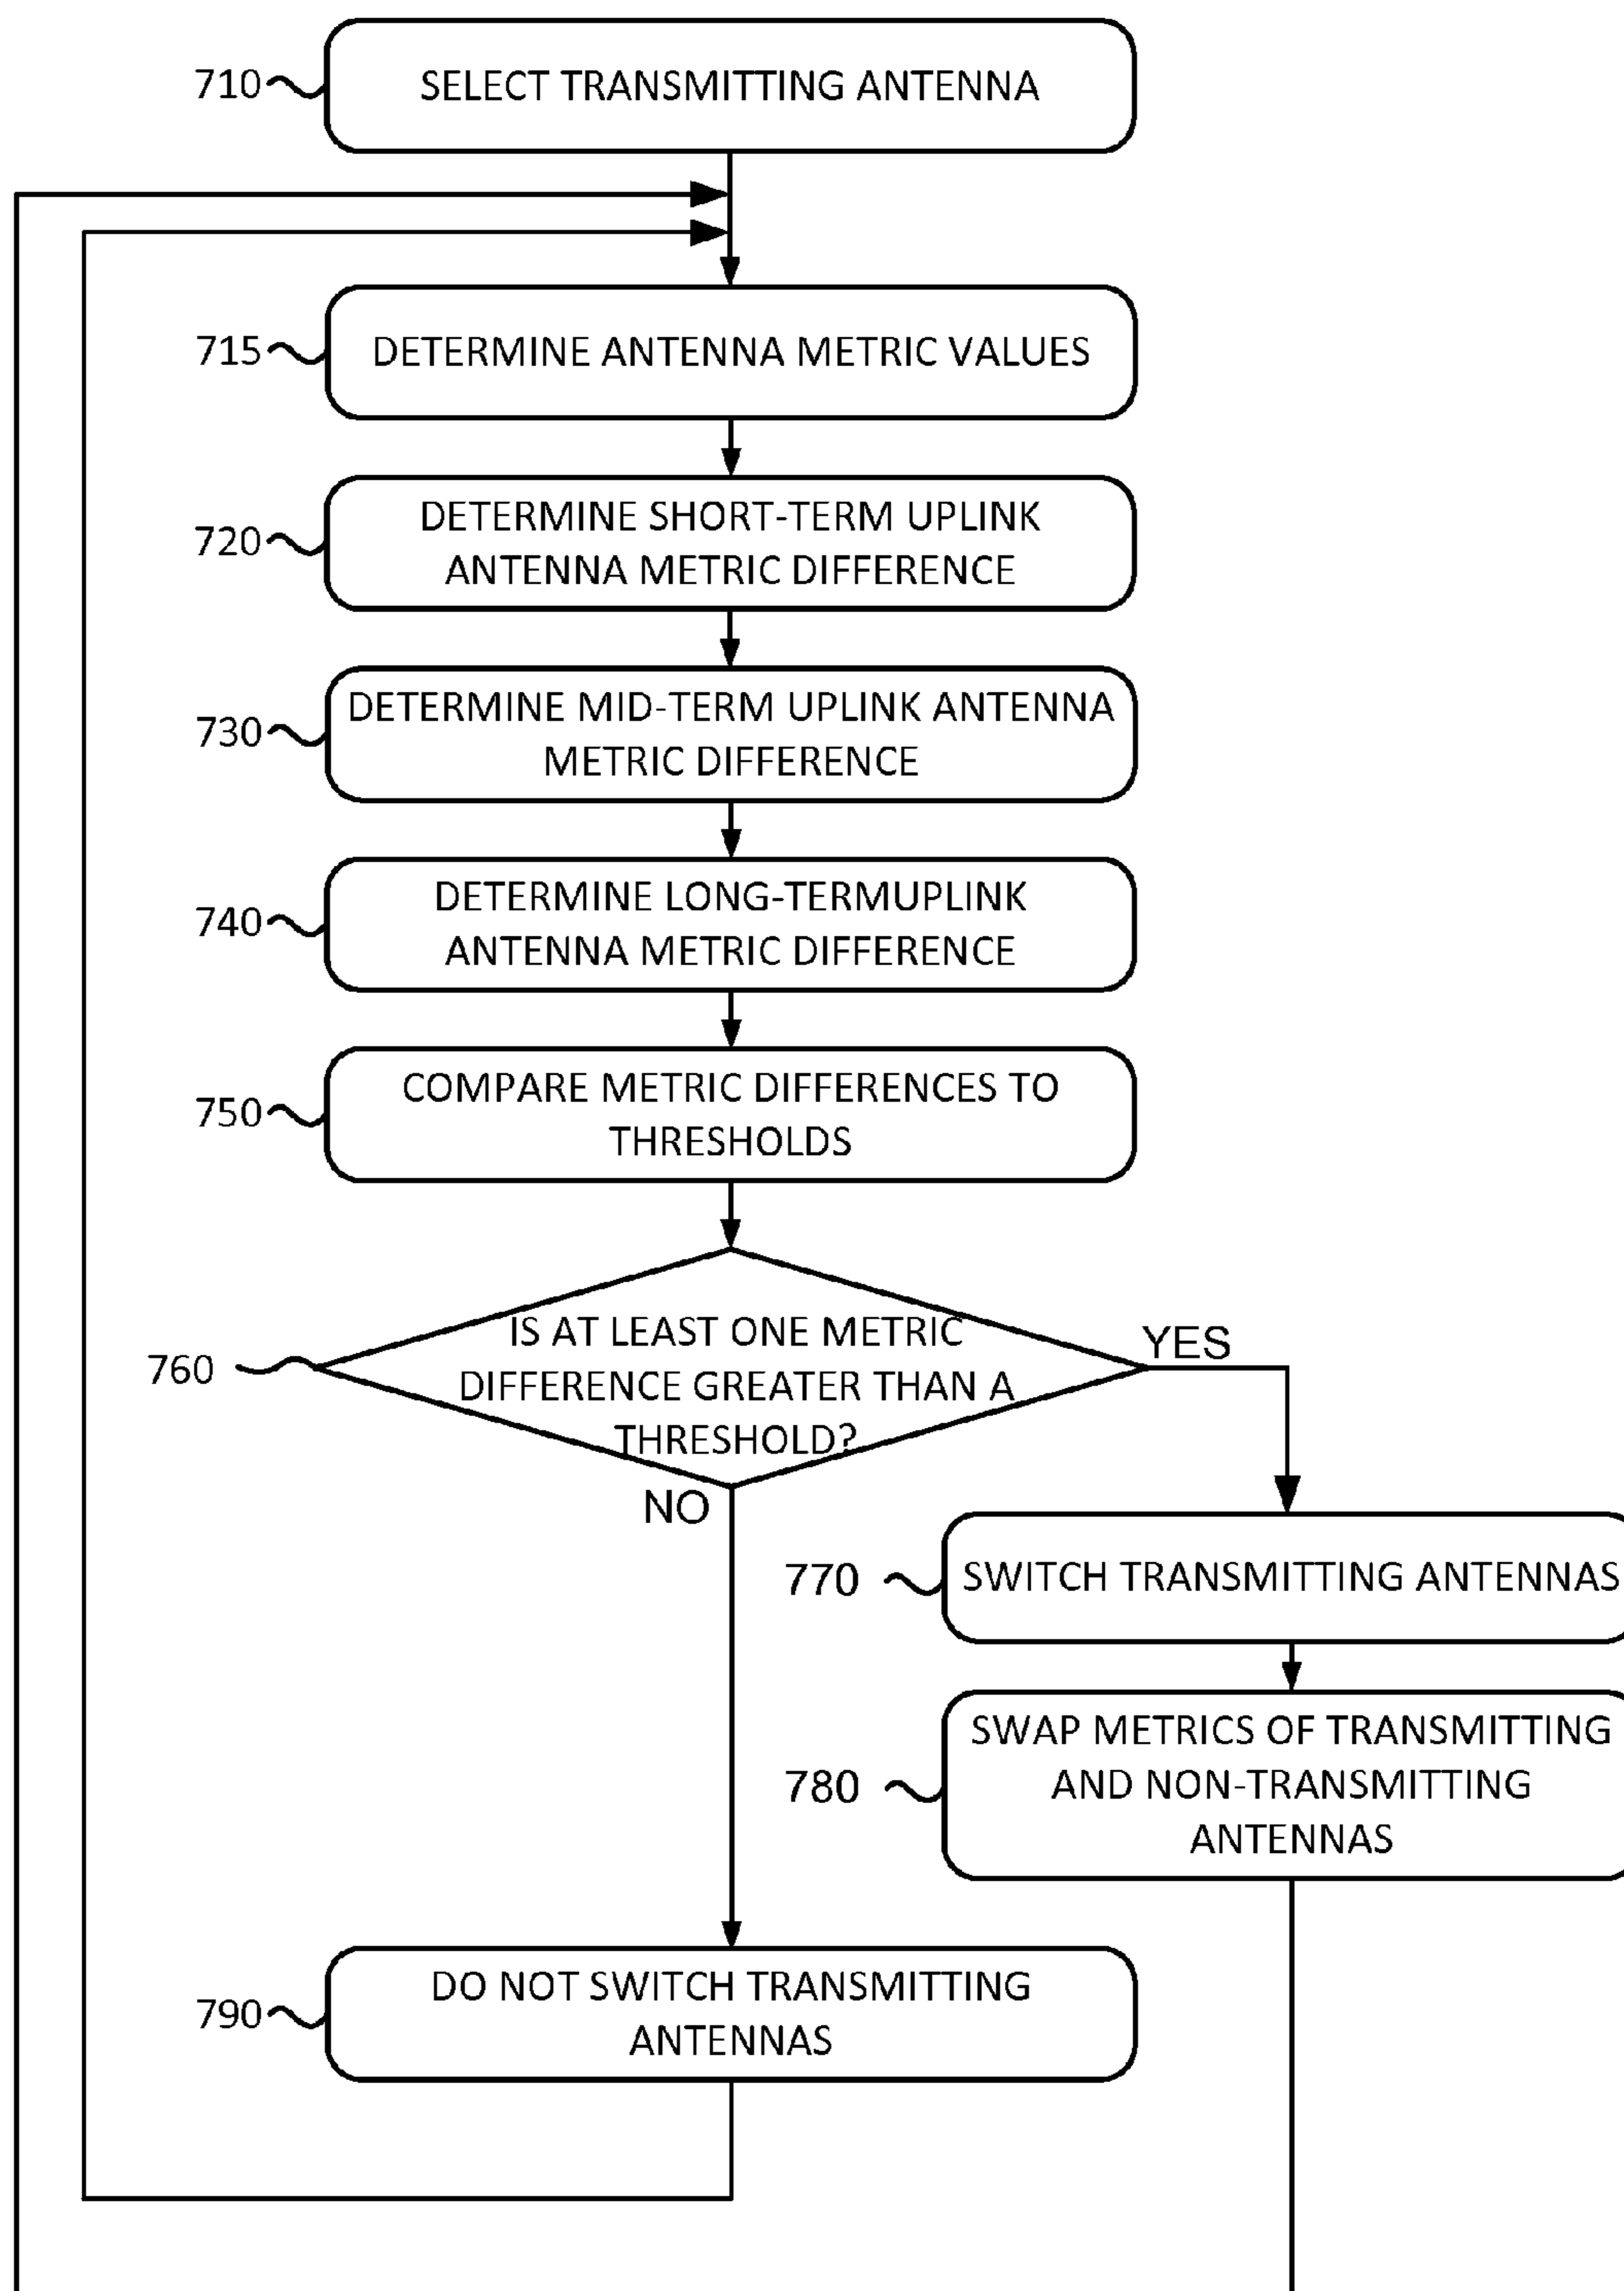 710
SELECT TRANSMITTING ANTENNA
715
DETERMINE ANTENNA METRIC VALUES
720
DETERMINE SHORT-TERM UPLINK
ANTENNA METRIC DIFFERENCE
730
DETERMINE MID-TERM UPLINK ANTENNA
METRIC DIFFERENCE
740
DETERMINE LONG-TERMUPLINK
ANTENNA METRIC DIFFERENCE
750
COMPARE METRIC DIFFERENCES TO
THRESHOLDS
760
IS AT LEAST ONE METRIC
DIFFERENCE GREATER THAN A
THRESHOLD?
YES
NO
770
SWITCH TRANSMITTING ANTENNAS
780
SWAP METRICS OF TRANSMITTING
AND NON-TRANSMITTING
ANTENNAS
790
DO NOT SWITCH TRANSMITTING
ANTENNAS